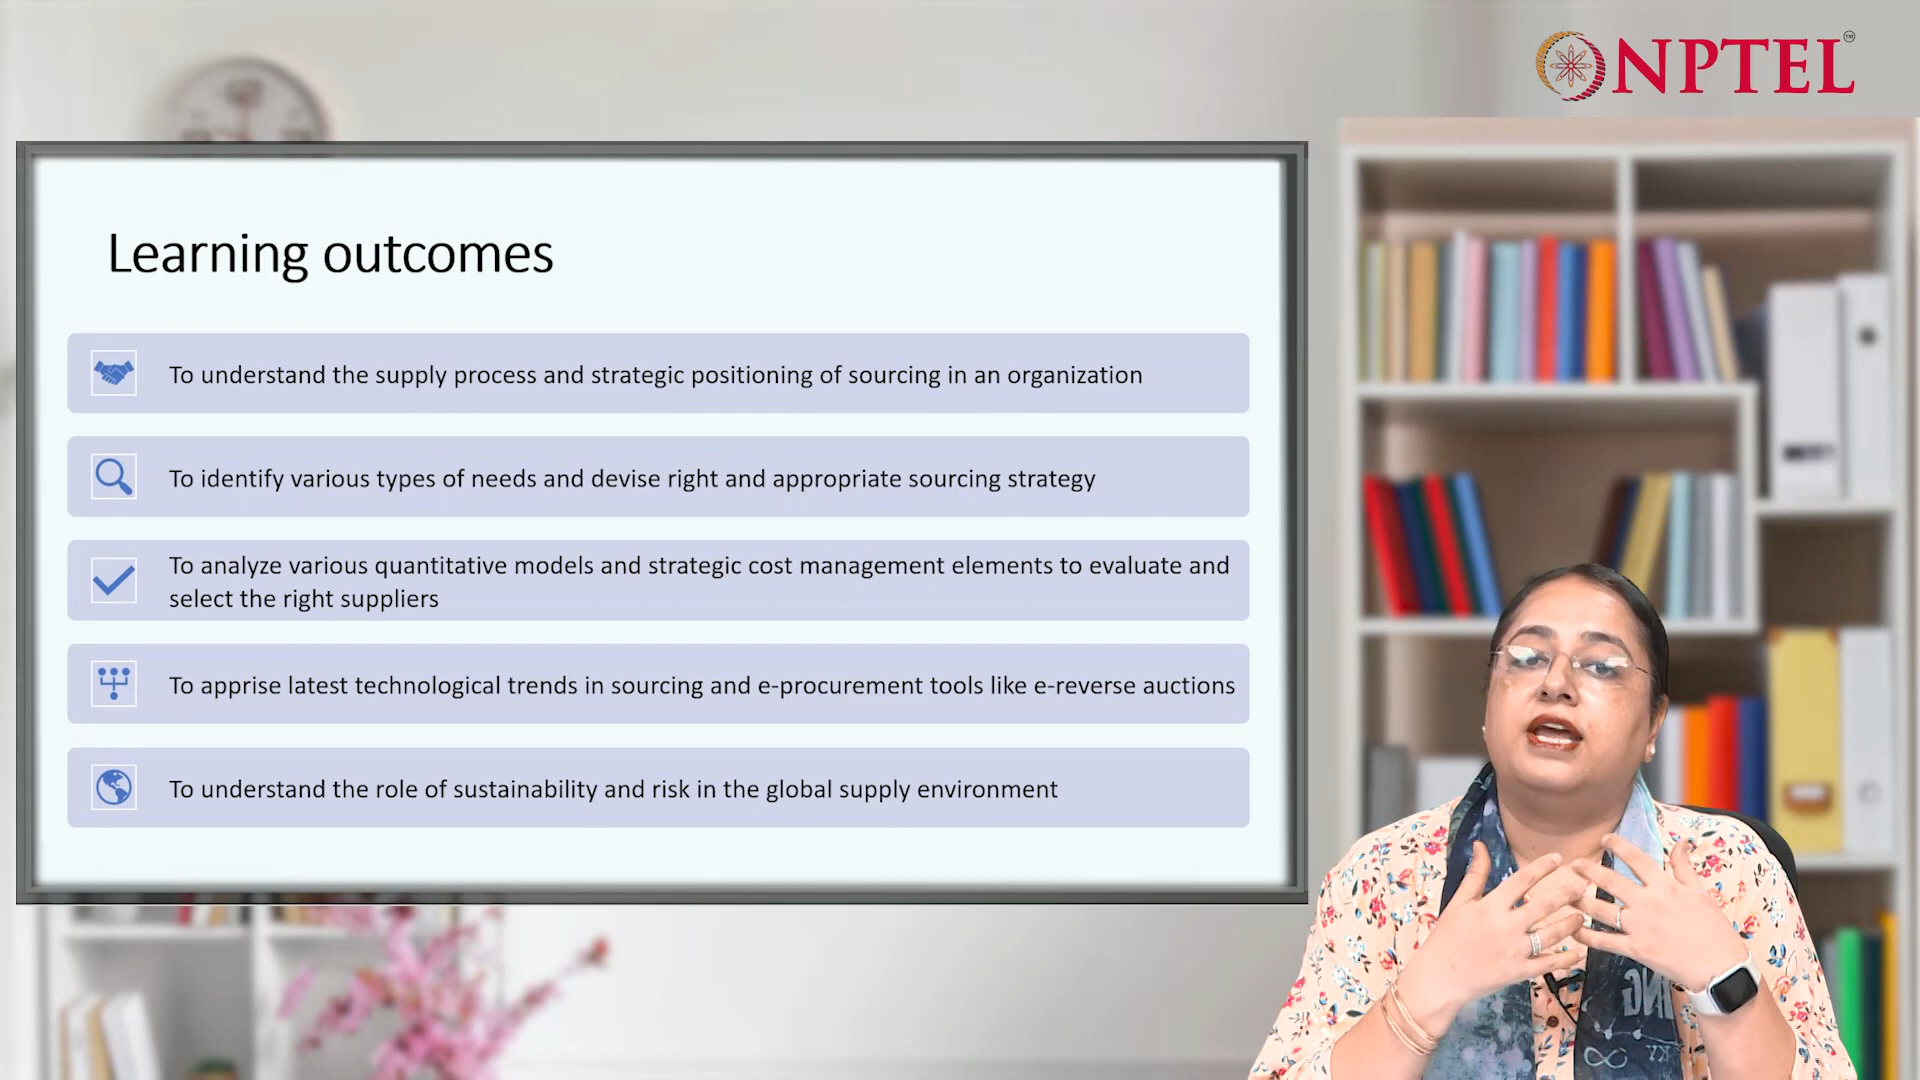 NPTEL
TM
Learning outcomes
To understand the supply process and strategic positioning of sourcing in an organization
To identify various types of needs and devise right and appropriate sourcing strategy
To analyze various quantitative models and strategic cost management elements to evaluate and
select the right suppliers
To apprise latest technological trends in sourcing and e-procurement tools like e-reverse auctions
To understand the role of sustainability and risk in the global supply environment